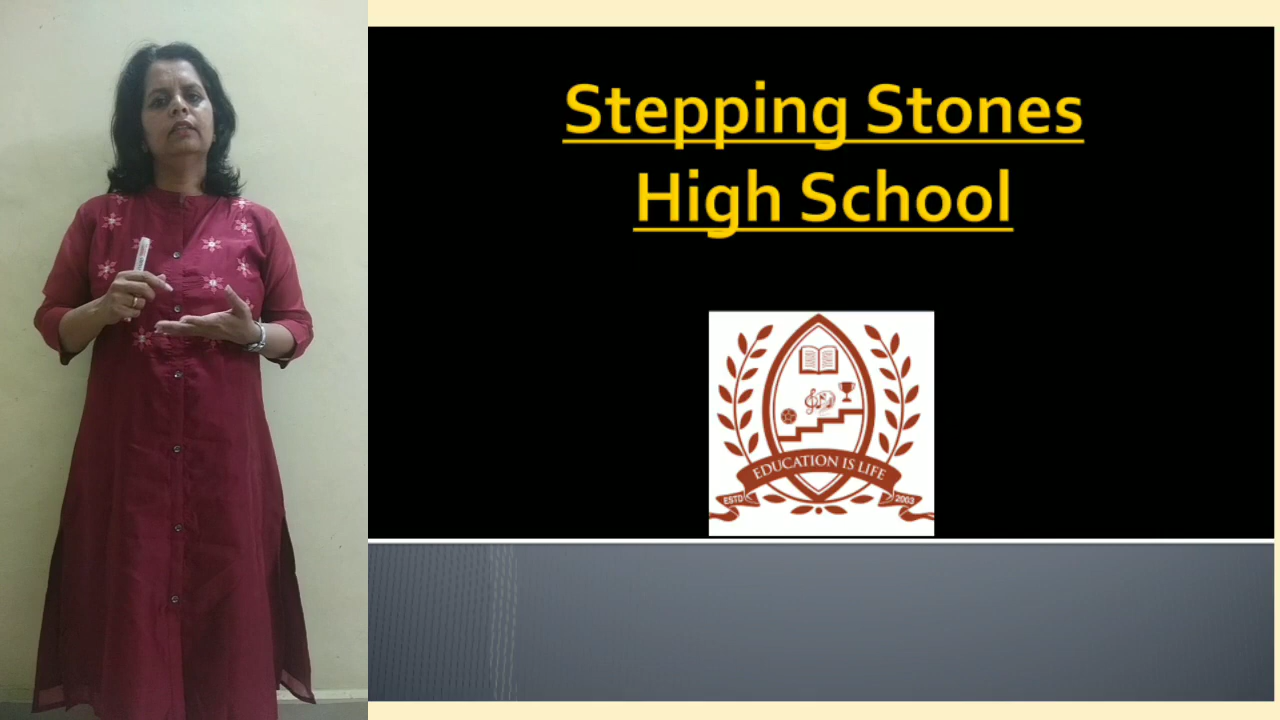 Stepping Stones
High School
EDUCATION IS LIFE
ESTD 2003